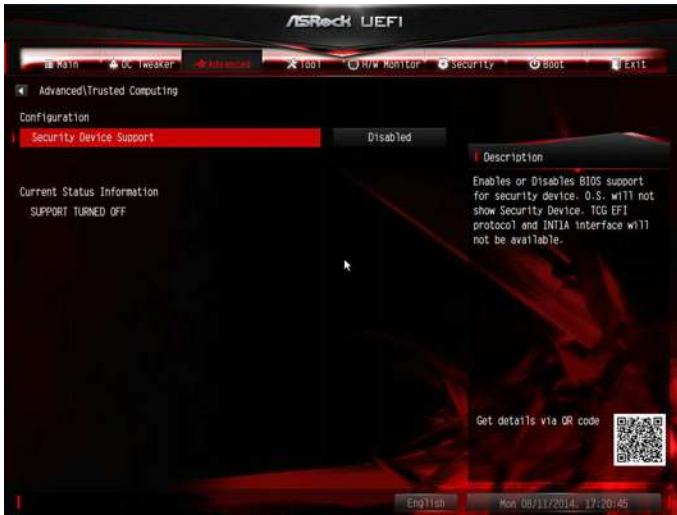 ASRock UEFI
Main
OC Tweaker
Advanced
Tool
H/W Monitor
Security
Boot
Exit
Advanced\Trusted Computing
Configuration
Security Device Support
Disabled
Current Status Information
SUPPORT TURNED OFF
Description
Enables or Disables BIOS support
for security device. O.S. will not
show Security Device. TCG EFI
protocol and INT1A interface will
not be available.
Get details via QR code
English
Mon 08/11/2014. 17:20:45